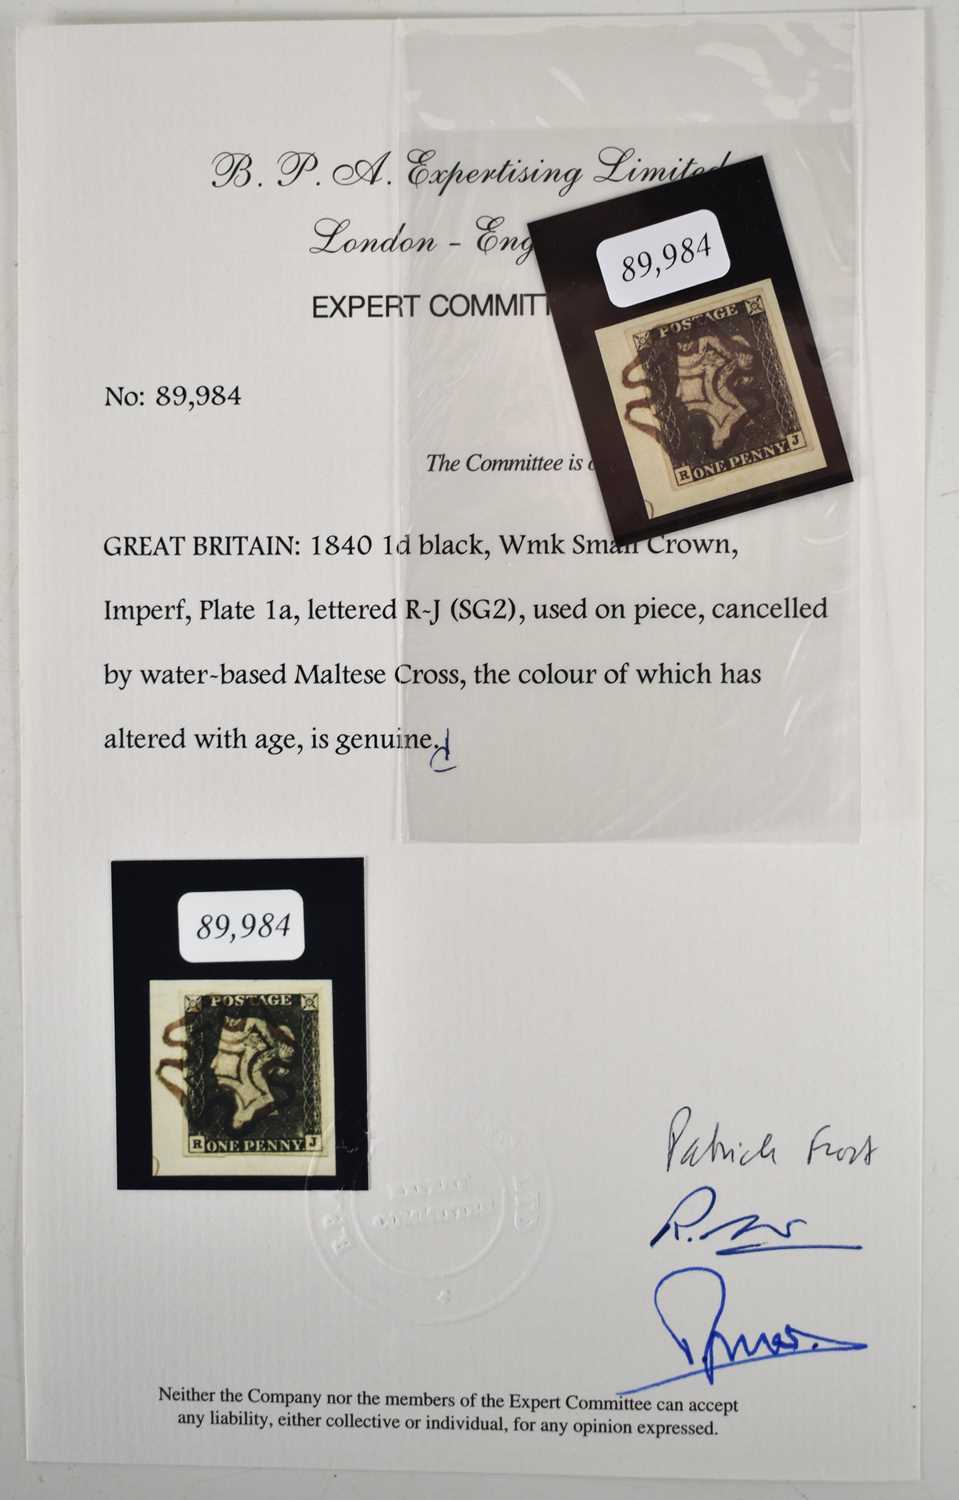 B. P. A. Expertising Limited
London - Eng
EXPERT COMMITT
No: 89,984
The Committee is o
89,984
POSTAGE
R ONE PENNY J
GREAT BRITAIN: 1840 1d black, Wmk Small Crown,
Imperf, Plate 1a, lettered R-J (SG2), used on piece, cancelled
by water-based Maltese Cross, the colour of which has
altered with age, is genuine.
89,984
POSTAGE
R ONE PENNY J
Patrick Frost
Neither the Company nor the members of the Expert Committee can accept
any liability, either collective or individual, for any opinion expressed.